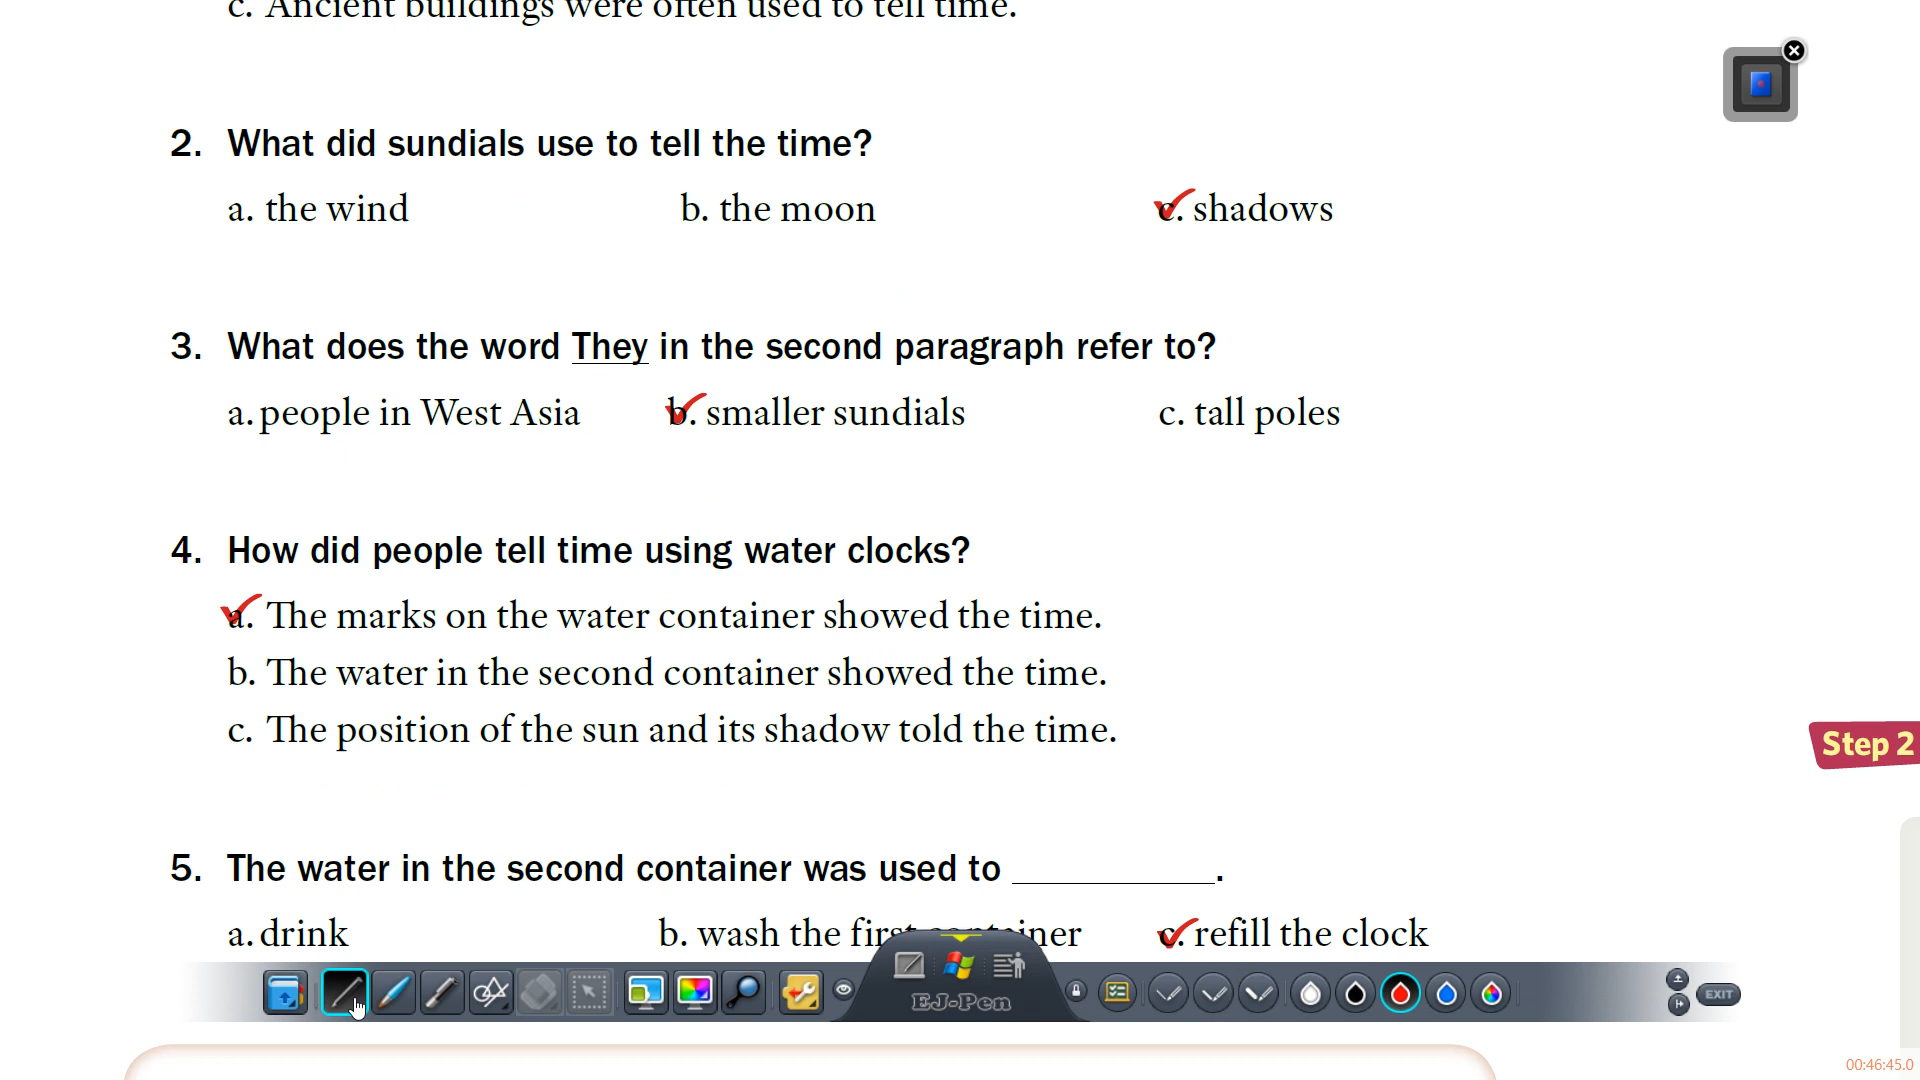 c. Ancient buildings were often used to tell time.
2. What did sundials use to tell the time?
a. the wind b. the moon c. shadows
3. What does the word They in the second paragraph refer to?
a. people in West Asia b. smaller sundials c. tall poles
4. How did people tell time using water clocks?
a. The marks on the water container showed the time.
b. The water in the second container showed the time.
c. The position of the sun and its shadow told the time.
Step 2
5. The water in the second container was used to __________.
a. drink b. wash the first container c. refill the clock
EJ-Pen
EXIT
00:46:45.0